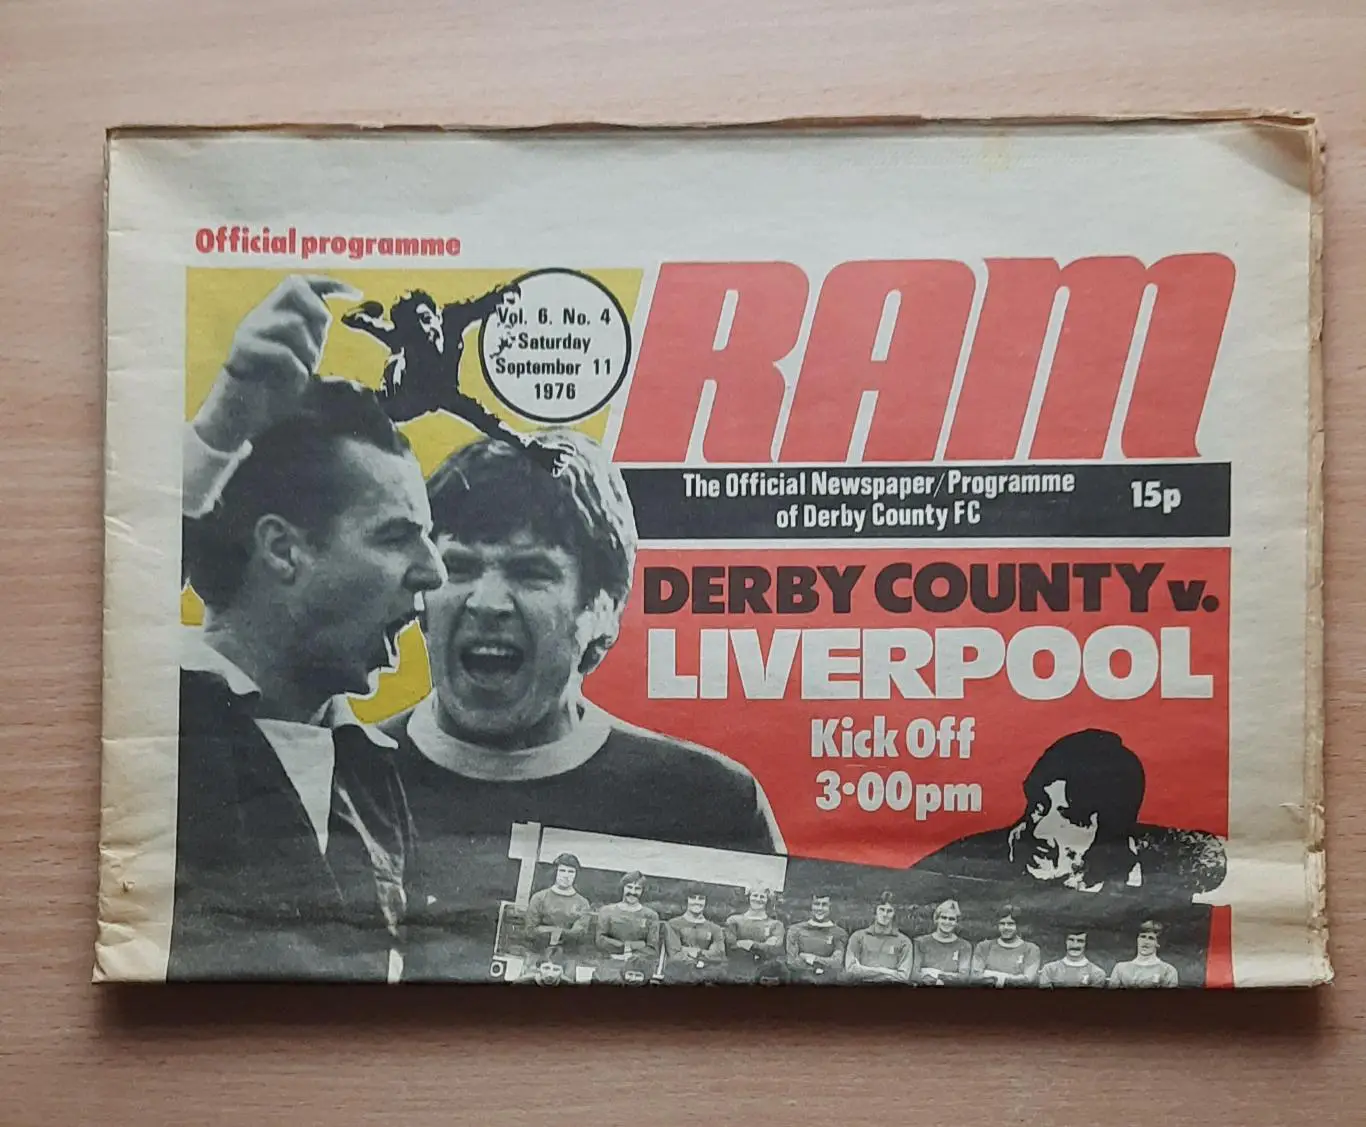 Official programme
Vol. 6. No. 4
Saturday
September 11
1976
RAM
The Official Newspaper/Programme
of Derby County FC
15p
DERBY COUNTY v.
LIVERPOOL
Kick Off
3·00pm